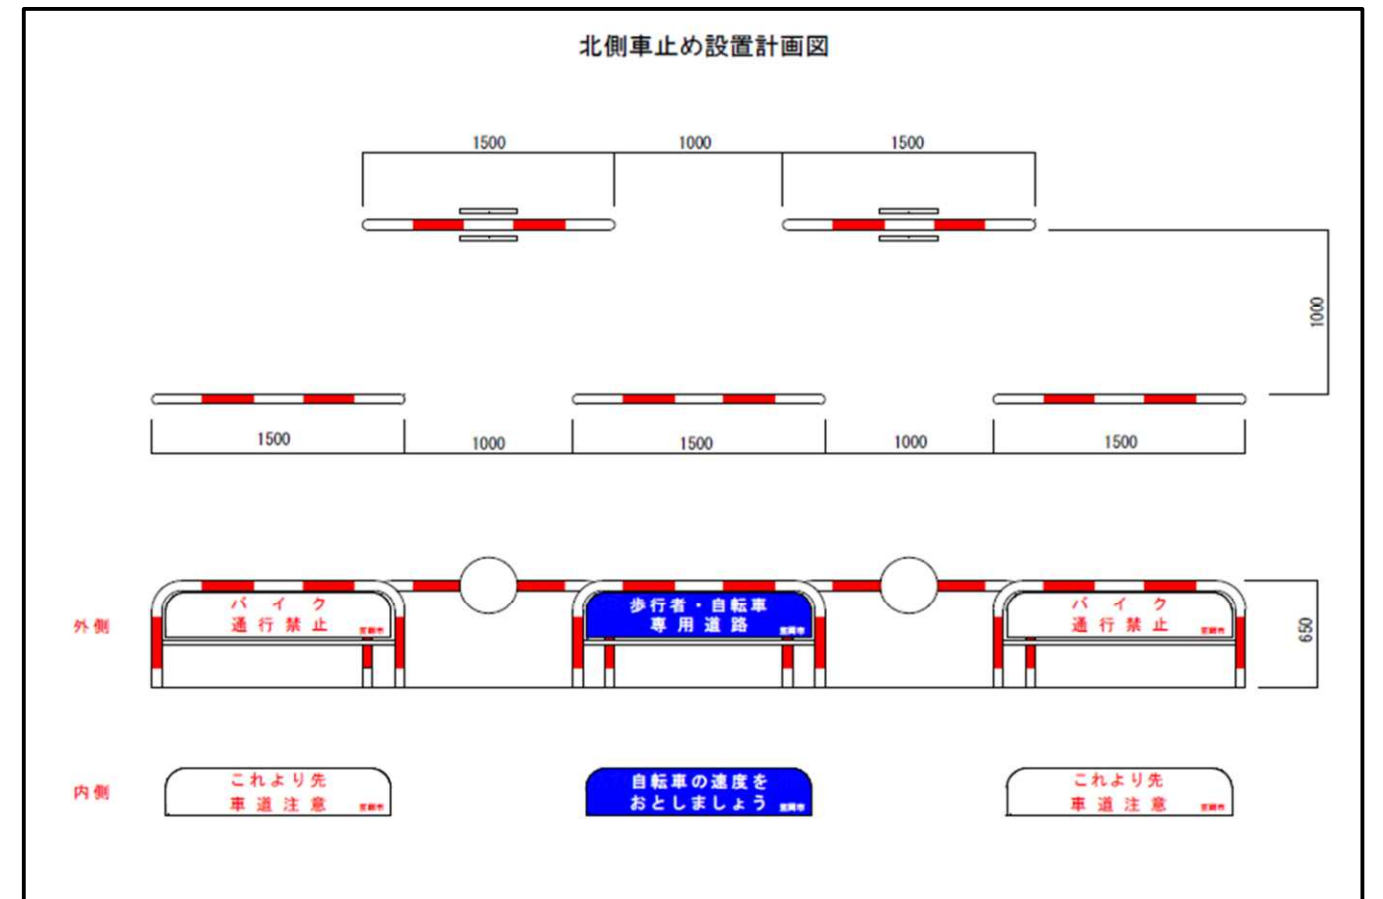 北側車止め設置計画図
1500
1000
1500
1000
1500
1000
1500
1000
1500
外側
バイク
通行禁止
歩行者・自転車
専用道路
バイク
通行禁止
650
内側
これより先
車道注意
自転車の速度を
おとしましょう
これより先
車道注意